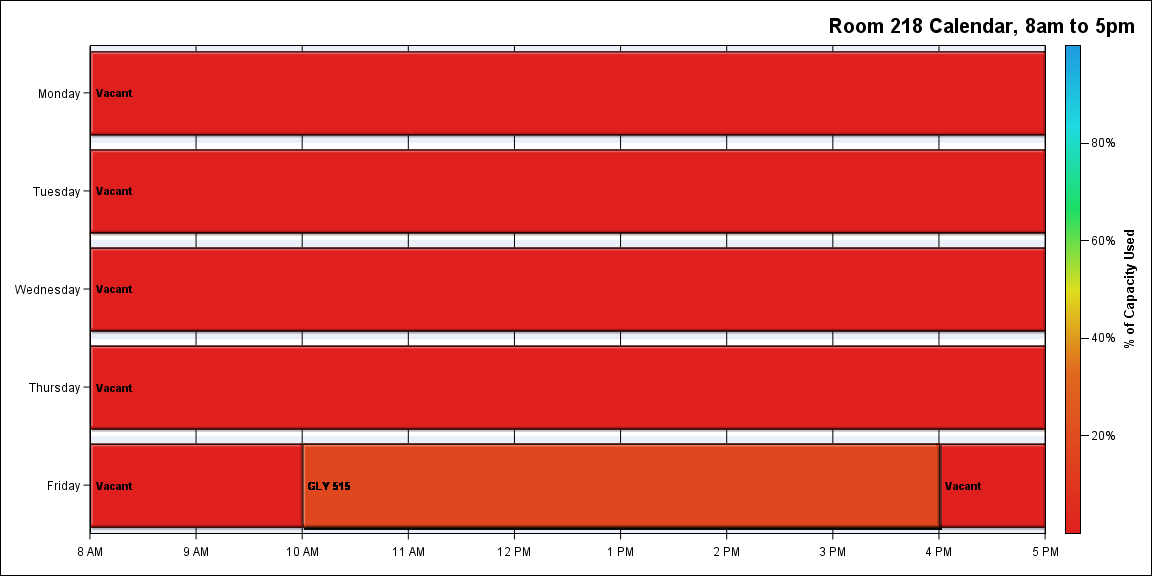 Room 218 Calendar, 8am to 5pm
Monday
Vacant
Tuesday
Vacant
Wednesday
Vacant
Thursday
Vacant
Friday
Vacant
GLY 515
Vacant
8 AM
9 AM
10 AM
11 AM
12 PM
1 PM
2 PM
3 PM
4 PM
5 PM
80%
60%
40%
20%
% of Capacity Used